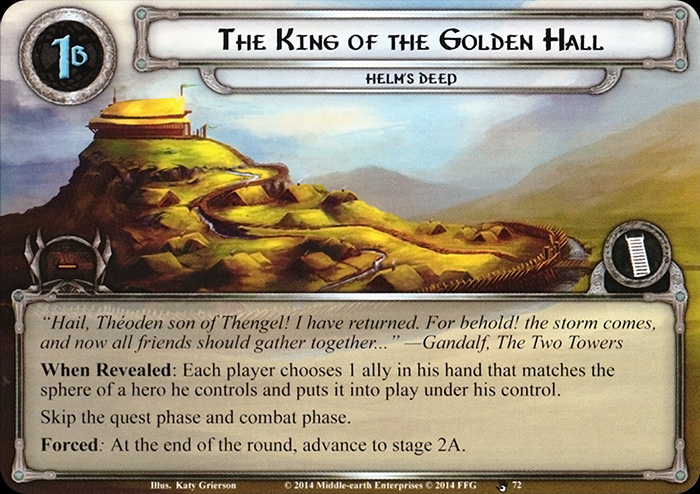 1B
The King of the Golden Hall
Helm's Deep
–
“Hail, Théoden son of Thengel! I have returned. For behold! the storm comes,
and now all friends should gather together...” —Gandalf, The Two Towers
When Revealed: Each player chooses 1 ally in his hand that matches the
sphere of a hero he controls and puts it into play under his control.
Skip the quest phase and combat phase.
Forced: At the end of the round, advance to stage 2A.
Illus. Katy Grierson © 2014 Middle-earth Enterprises © 2014 FFG 72